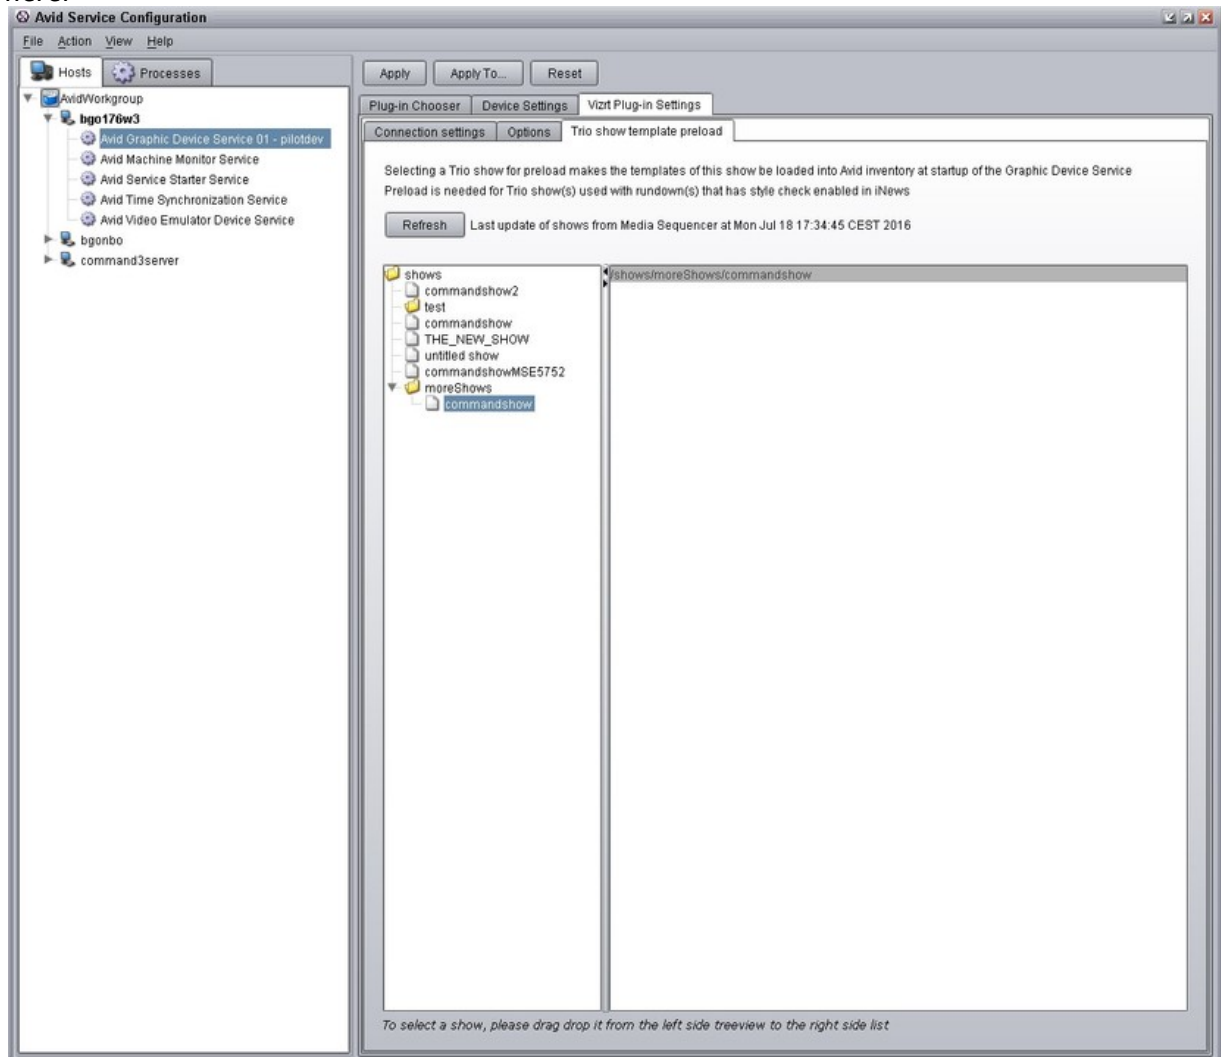 Avid Service Configuration
File Action View Help
Hosts Processes
AvidWorkgroup
bgo176w3
Avid Graphic Device Service 01 - pilotdev
Avid Machine Monitor Service
Avid Service Starter Service
Avid Time Synchronization Service
Avid Video Emulator Device Service
bgonbo
command3server
Apply Apply To... Reset
Plug-in Chooser Device Settings Vizrt Plug-in Settings
Connection settings Options Trio show template preload
Selecting a Trio show for preload makes the templates of this show be loaded into Avid inventory at startup of the Graphic Device Service
Preload is needed for Trio show(s) used with rundown(s) that has style check enabled in iNews
Refresh Last update of shows from Media Sequencer at Mon Jul 18 17:34:45 CEST 2016
shows
commandshow2
test
commandshow
THE_NEW_SHOW
untitled show
commandshowMSE5752
moreShows
commandshow
/shows/moreShows/commandshow
To select a show, please drag drop it from the left side treeview to the right side list